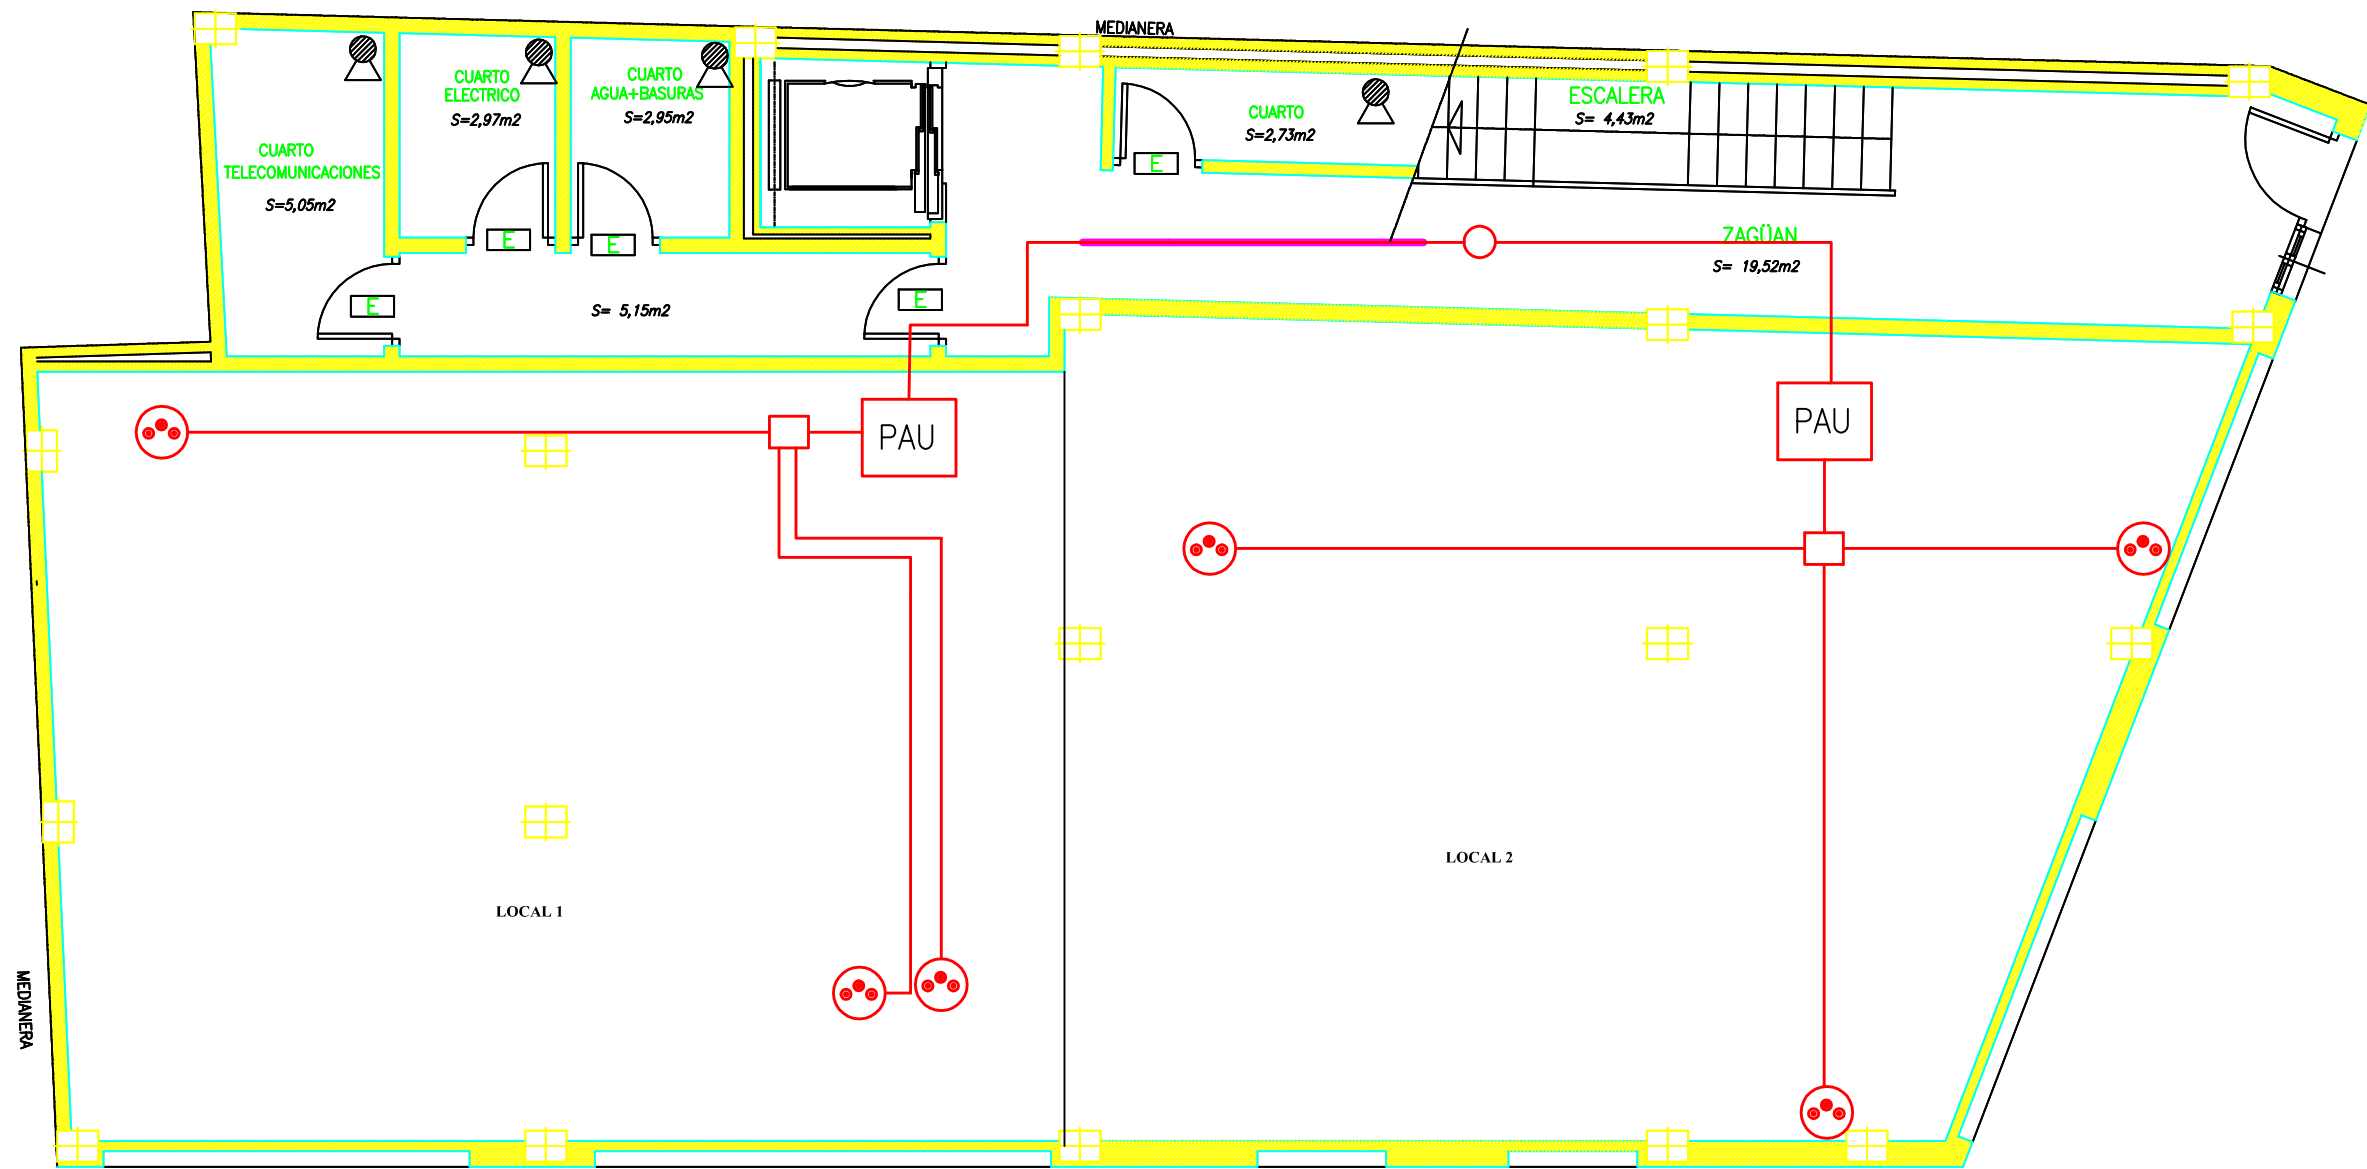 MEDIANERA
CUARTO
ELECTRICO
S=2,97m2
CUARTO
AGUA+BASURAS
S=2,95m2
CUARTO
TELECOMUNICACIONES
S=5,05m2
CUARTO
S=2,73m2
ESCALERA
S= 4,43m2
E
E
E
E
E
S= 5,15m2
ZAGÜAN
S= 19,52m2
PAU
PAU
LOCAL 1
LOCAL 2
MEDIANERA